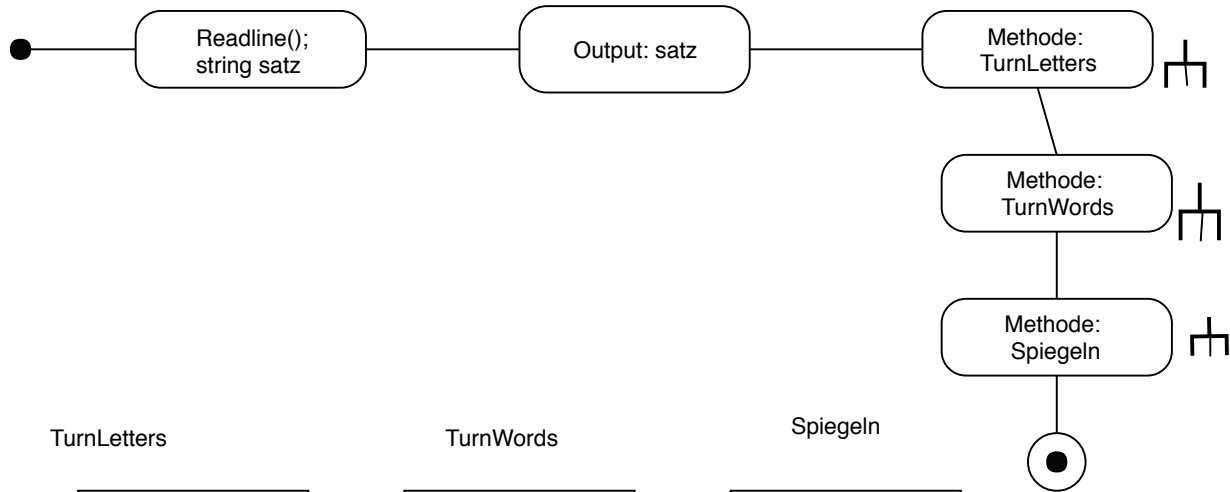 Readline();
string satz
Output: satz
Methode:
TurnLetters
Methode:
TurnWords
Methode:
Spiegeln
TurnLetters
TurnWords
Spiegeln